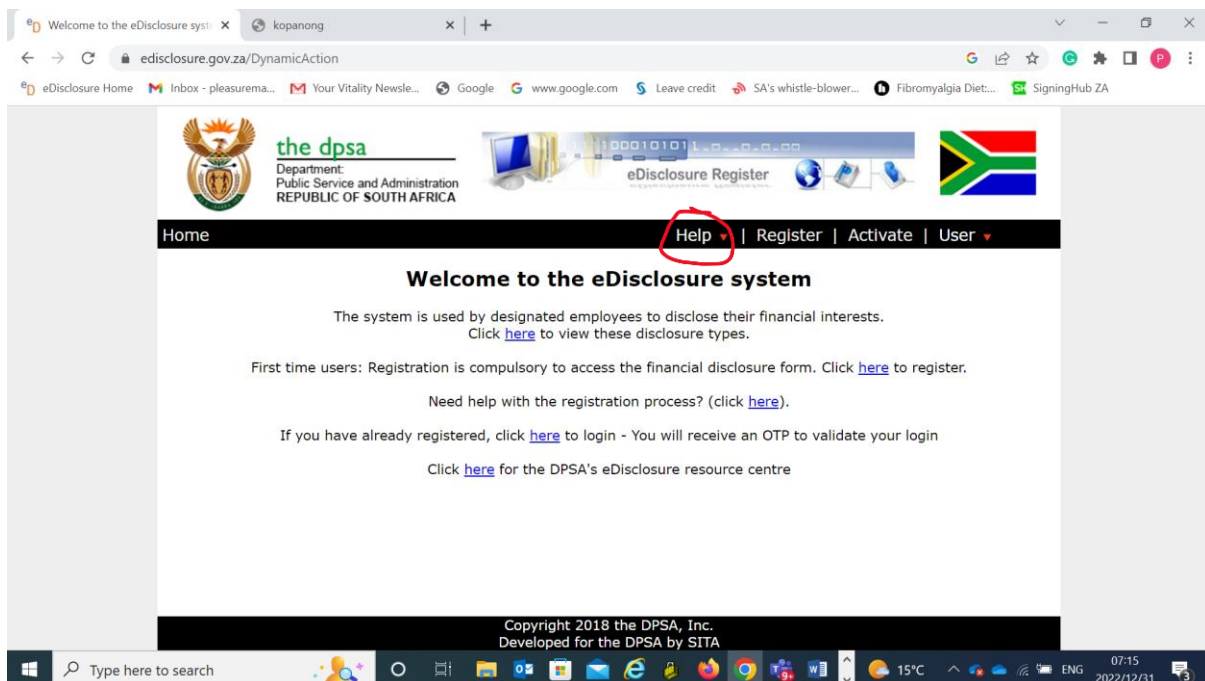 Welcome to the eDisclosure syst
kopanong
edisclosure.gov.za/DynamicAction
eDisclosure Home
Inbox - pleasurema...
Your Vitality Newsle...
Google
www.google.com
Leave credit
SA's whistle-blower...
Fibromyalgia Diet:...
SigningHub ZA
the dpsa
Department:
Public Service and Administration
REPUBLIC OF SOUTH AFRICA
eDisclosure Register
Home
Help | Register | Activate | User
Welcome to the eDisclosure system
The system is used by designated employees to disclose their financial interests.
Click here to view these disclosure types.
First time users: Registration is compulsory to access the financial disclosure form. Click here to register.
Need help with the registration process? (click here).
If you have already registered, click here to login - You will receive an OTP to validate your login
Click here for the DPSA's eDisclosure resource centre
Copyright 2018 the DPSA, Inc.
Developed for the DPSA by SITA
Type here to search
15°C
ENG
07:15
2022/12/31